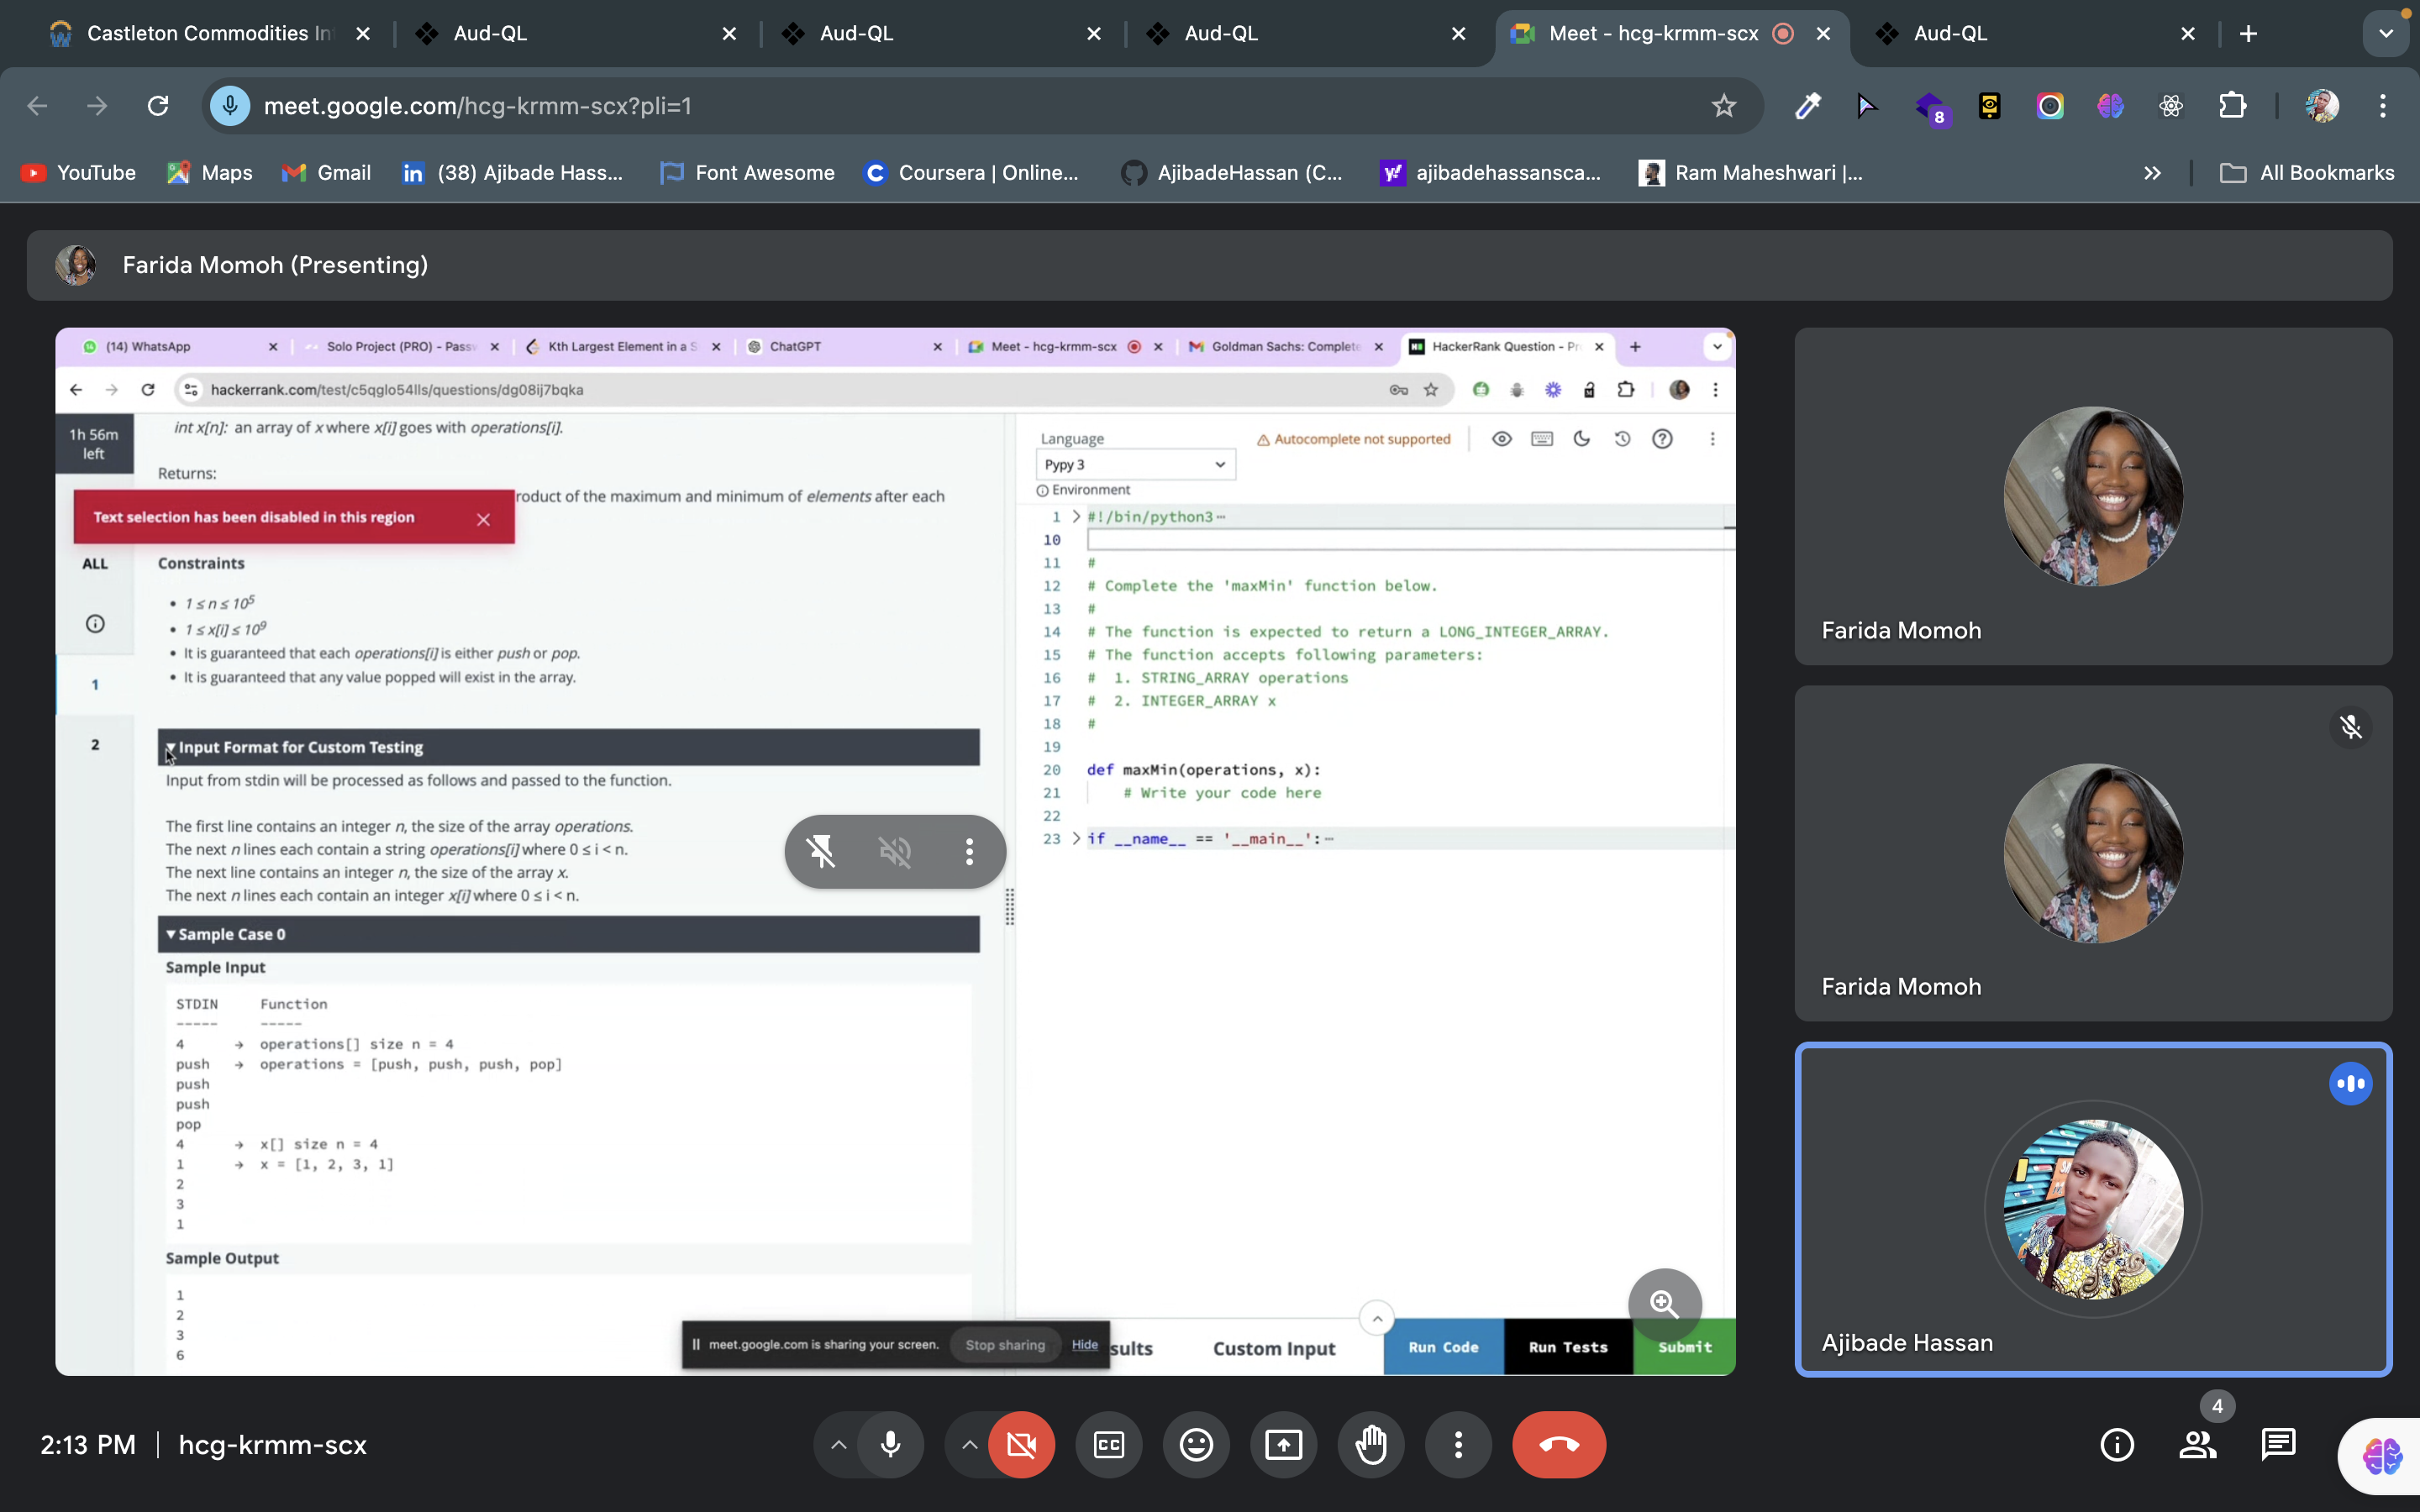 Castleton Commodities In
Aud-QL
Aud-QL
Aud-QL
Meet - hcg-krmm-scx
Aud-QL
meet.google.com/hcg-krmm-scx?pli=1
8
YouTube
Maps
Gmail
(38) Ajibade Hass...
Font Awesome
Coursera | Online...
AjibadeHassan (C...
ajibadehassansca...
Ram Maheshwari |...
All Bookmarks
Farida Momoh (Presenting)
(14) WhatsApp
Solo Project (PRO) - Passv
Kth Largest Element in a S
ChatGPT
Meet - hcg-krmm-scx
Goldman Sachs: Complete
HackerRank Question - Pr
hackerrank.com/test/c5qglo54lls/questions/dg08ij7bqka
1h 56m
left
int x[n]: an array of x where x[i] goes with operations[i].
Returns:
roduct of the maximum and minimum of elements after each
Text selection has been disabled in this region
ALL
1
2
Constraints
• 1 ≤ n ≤ 10^5
• 1 ≤ x[i] ≤ 10^9
• It is guaranteed that each operations[i] is either push or pop.
• It is guaranteed that any value popped will exist in the array.
▼Input Format for Custom Testing
Input from stdin will be processed as follows and passed to the function.
The first line contains an integer n, the size of the array operations.
The next n lines each contain a string operations[i] where 0 ≤ i < n.
The next line contains an integer n, the size of the array x.
The next n lines each contain an integer x[i] where 0 ≤ i < n.
▼Sample Case 0
Sample Input
STDIN Function
----- -----
4 → operations[] size n = 4
push → operations = [push, push, push, pop]
push
push
pop
4 → x[] size n = 4
1 → x = [1, 2, 3, 1]
2
3
1
Sample Output
1
2
3
6
Language
Autocomplete not supported
Pypy 3
Environment
1 #!/bin/python3
10
11 #
12 # Complete the 'maxMin' function below.
13 #
14 # The function is expected to return a LONG_INTEGER_ARRAY.
15 # The function accepts following parameters:
16 # 1. STRING_ARRAY operations
17 # 2. INTEGER_ARRAY x
18 #
19
20 def maxMin(operations, x):
21 # Write your code here
22
23 if __name__ == '__main__':
meet.google.com is sharing your screen.
Stop sharing
Hide
sults
Custom Input
Run Code
Run Tests
Submit
Farida Momoh
Farida Momoh
Ajibade Hassan
2:13 PM | hcg-krmm-scx
CC
4